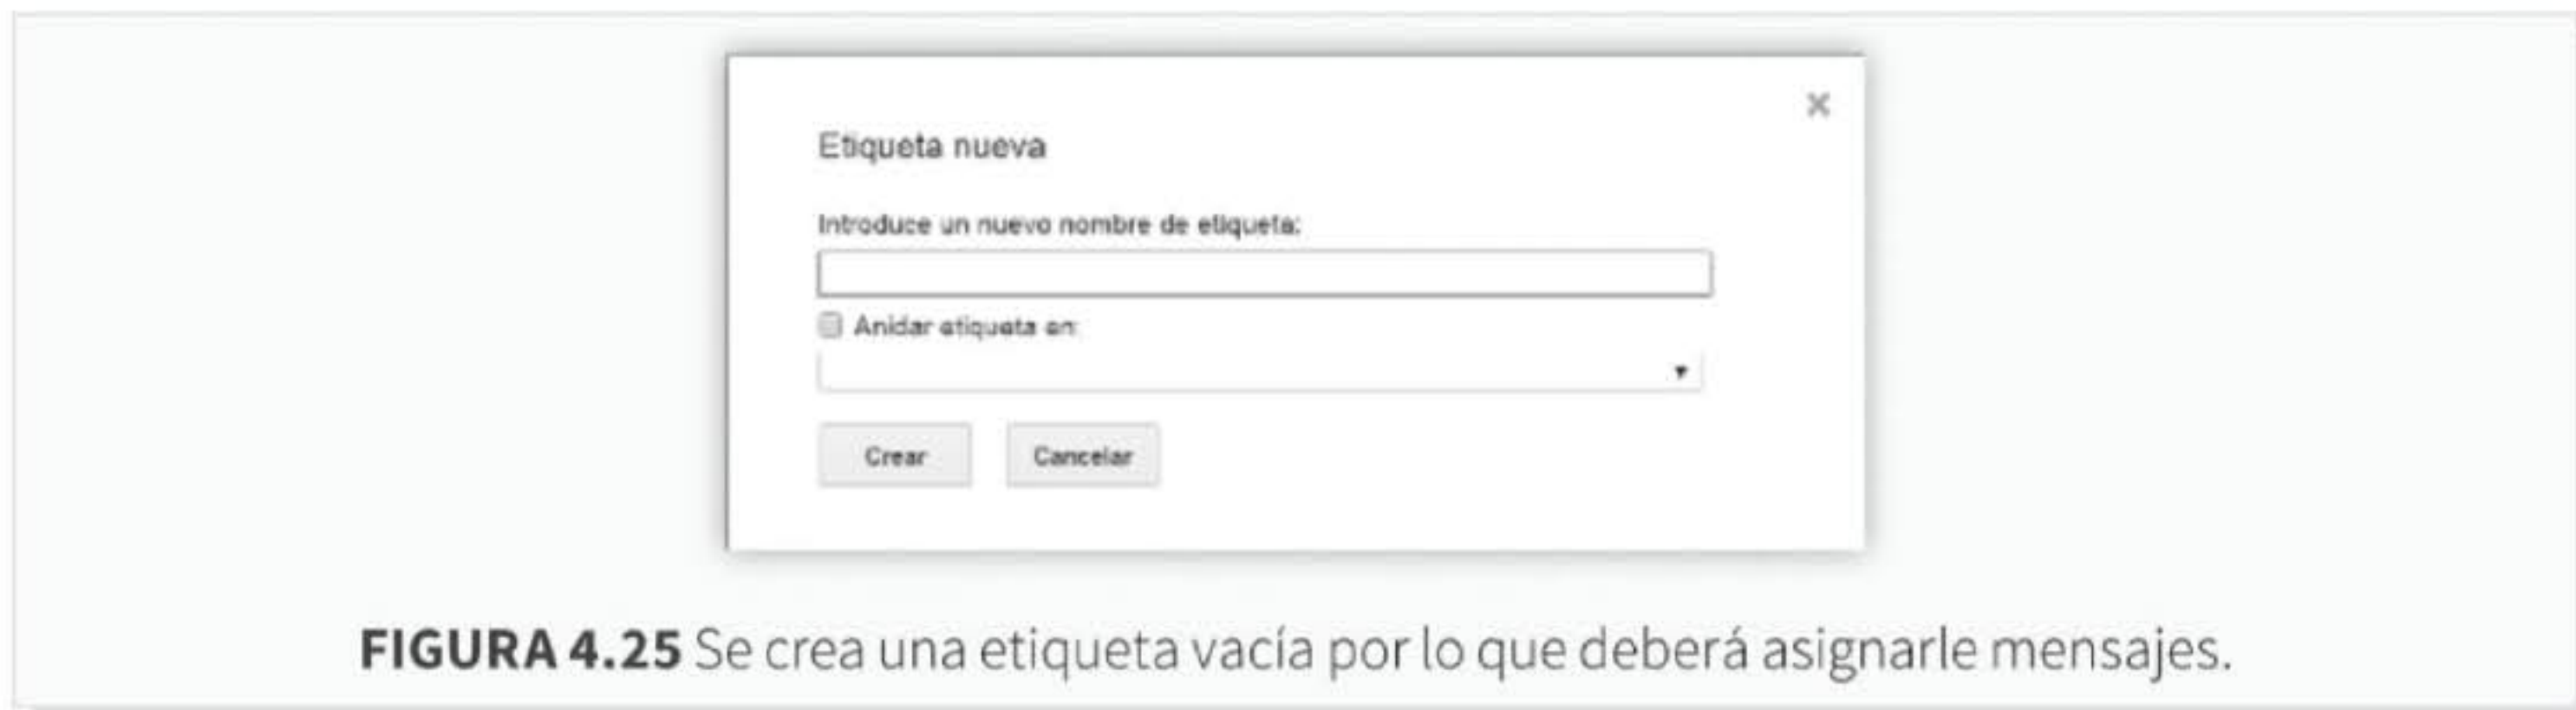 Etiqueta nueva
Introduce un nuevo nombre de etiqueta:
Anidar etiqueta en:
Crear Cancelar
FIGURA 4.25 Se crea una etiqueta vacía por lo que deberá asignarle mensajes.